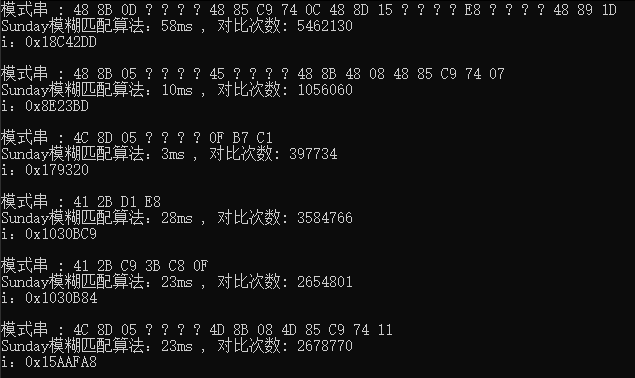 模式串 : 48 8B 0D ? ? ? ? 48 85 C9 74 0C 48 8D 15 ? ? ? ? E8 ? ? ? ? 48 89 1D
Sunday模糊匹配算法: 58ms , 对比次数: 5462130
i: 0x18C42DD
模式串 : 48 8B 05 ? ? ? ? 45 ? ? ? ? 48 8B 48 08 48 85 C9 74 07
Sunday模糊匹配算法: 10ms , 对比次数: 1056060
i: 0x8E23BD
模式串 : 4C 8D 05 ? ? ? ? 0F B7 C1
Sunday模糊匹配算法: 3ms , 对比次数: 397734
i: 0x179320
模式串 : 41 2B D1 E8
Sunday模糊匹配算法: 28ms , 对比次数: 3584766
i: 0x1030BC9
模式串 : 41 2B C9 3B C8 0F
Sunday模糊匹配算法: 23ms , 对比次数: 2654801
i: 0x1030B84
模式串 : 4C 8D 05 ? ? ? ? 4D 8B 08 4D 85 C9 74 11
Sunday模糊匹配算法: 23ms , 对比次数: 2678770
i: 0x15AAFA8